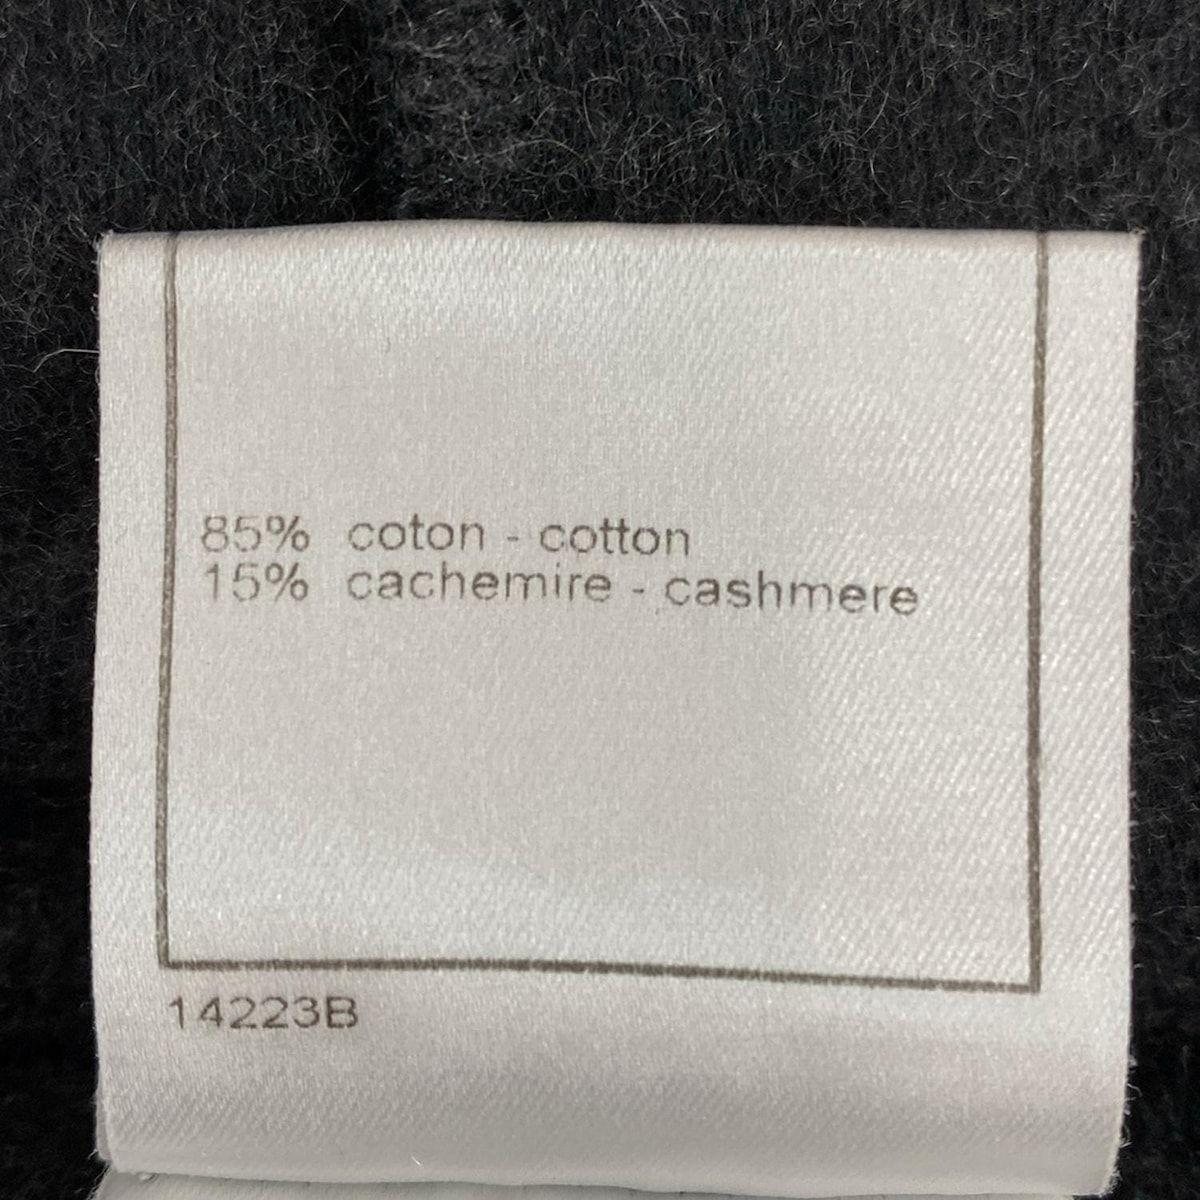 85% coton - cotton
15% cachemire - cashmere
14223B